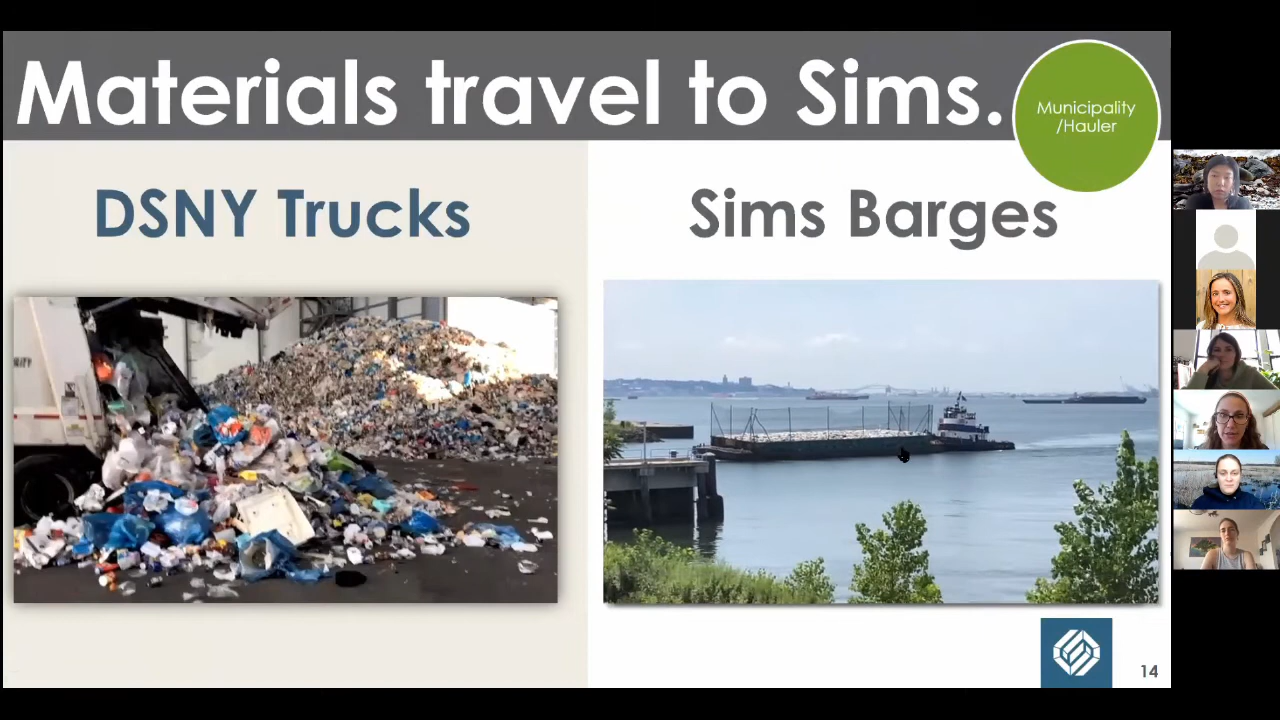 Materials travel to Sims.
Municipality
/Hauler
DSNY Trucks
Sims Barges
14